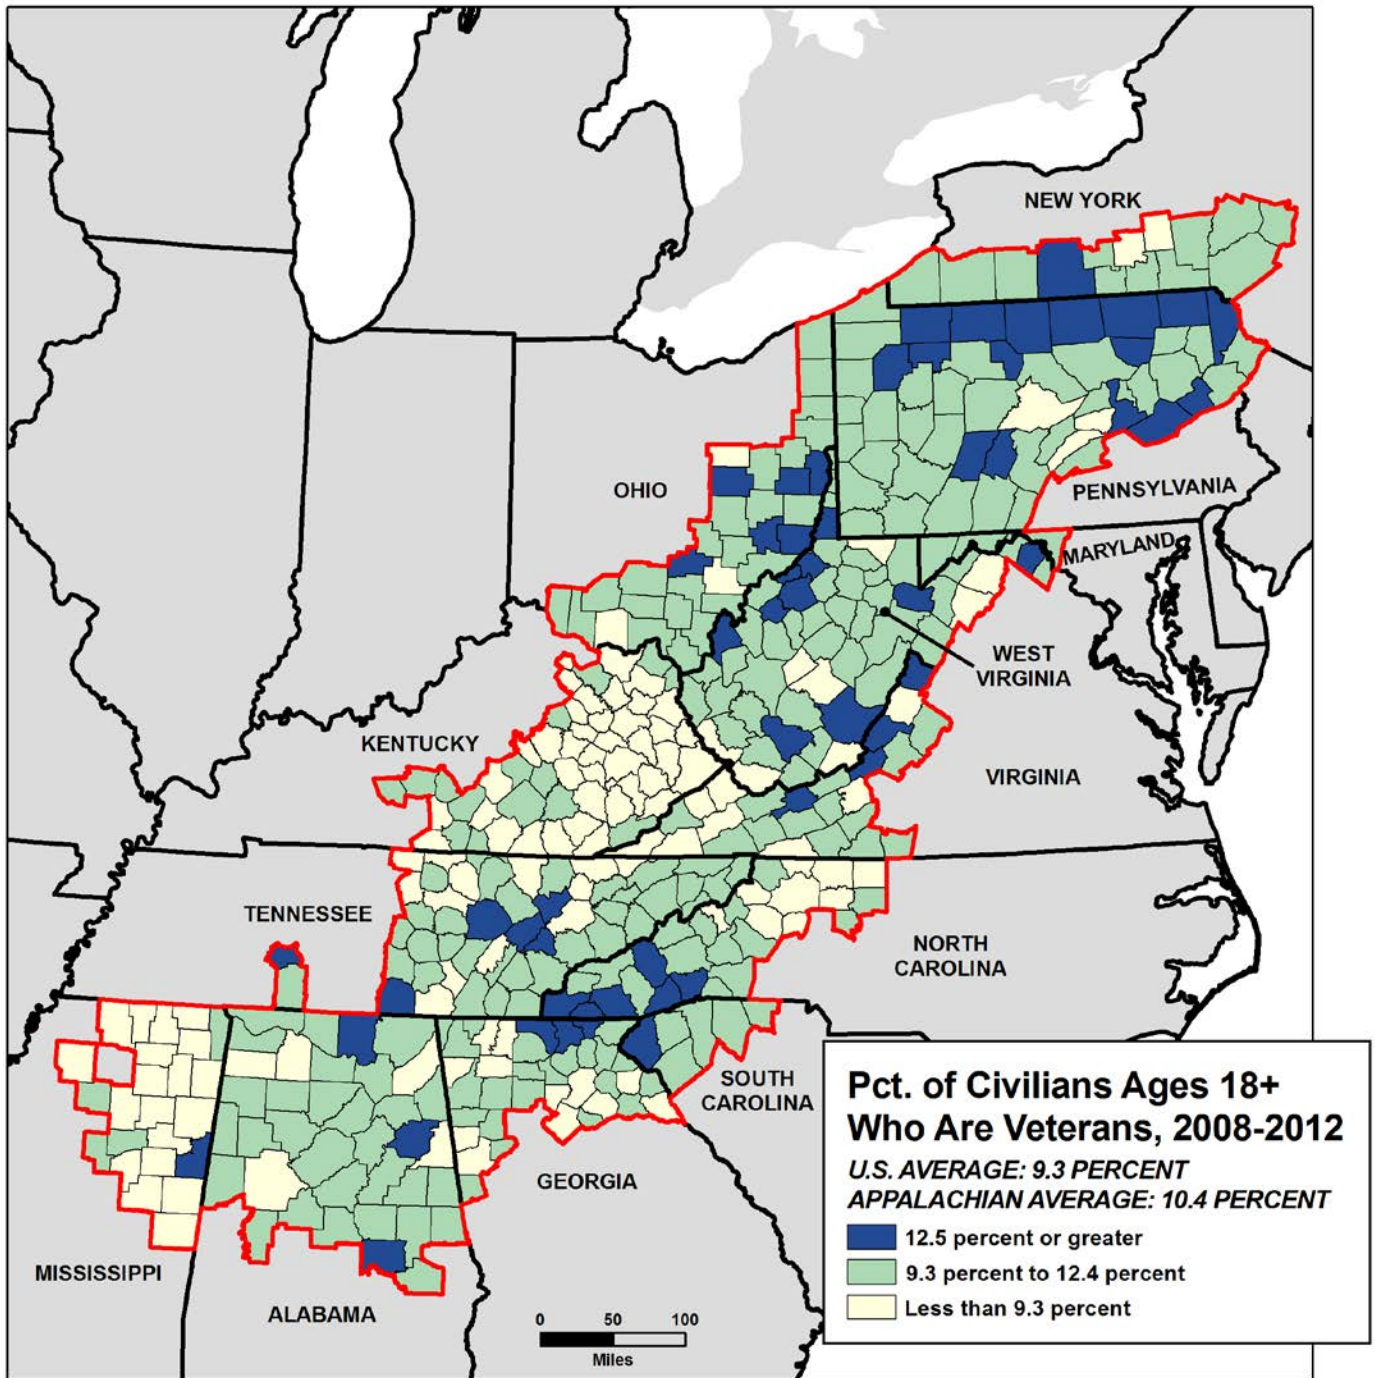 NEW YORK
OHIO
PENNSYLVANIA
MARYLAND
WEST
VIRGINIA
KENTUCKY
VIRGINIA
TENNESSEE
NORTH
CAROLINA
SOUTH
CAROLINA
GEORGIA
MISSISSIPPI
ALABAMA
Pct. of Civilians Ages 18+
Who Are Veterans, 2008-2012
U.S. AVERAGE: 9.3 PERCENT
APPALACHIAN AVERAGE: 10.4 PERCENT
12.5 percent or greater
9.3 percent to 12.4 percent
Less than 9.3 percent
0 50 100
Miles